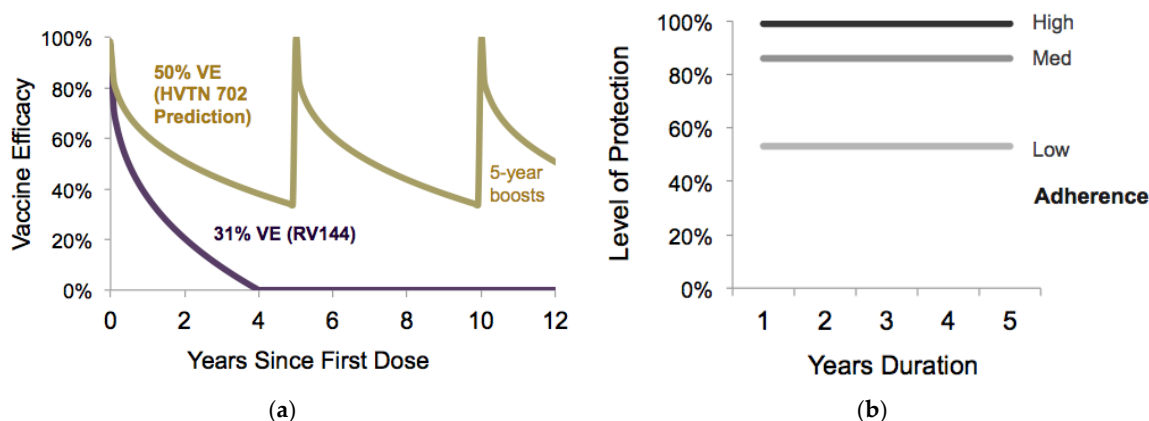 100%
80%
60%
40%
20%
0%
Vaccine Efficacy
50% VE
(HVTN 702
Prediction)
5-year
boosts
31% VE (RV144)
0
2
4
6
8
10
12
Years Since First Dose
(a)
100%
80%
60%
40%
20%
0%
Level of Protection
High
Med
Low
Adherence
1
2
3
4
5
Years Duration
(b)